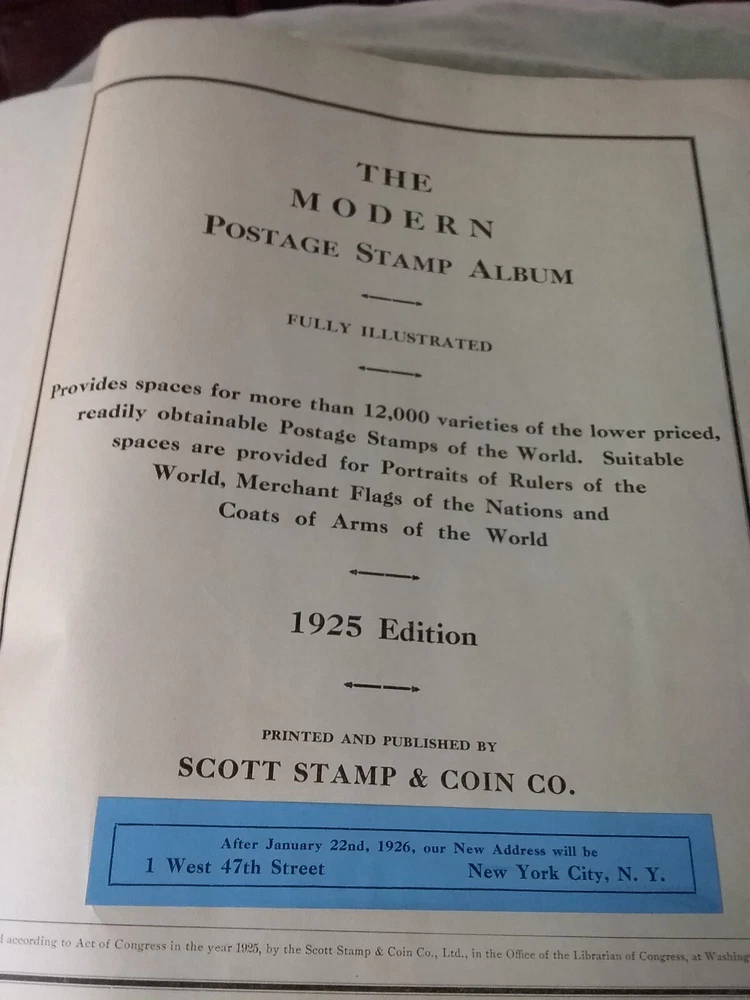 THE
MODERN
POSTAGE STAMP ALBUM
FULLY ILLUSTRATED
Provides spaces for more than 12,000 varieties of the lower priced,
readily obtainable Postage Stamps of the World. Suitable
spaces are provided for Portraits of Rulers of the
World, Merchant Flags of the Nations and
Coats of Arms of the World
1925 Edition
PRINTED AND PUBLISHED BY
SCOTT STAMP & COIN CO.
After January 22nd, 1926, our New Address will be
1 West 47th Street New York City, N. Y.
according to Act of Congress in the year 1925, by the Scott Stamp & Coin Co., Ltd., in the Office of the Librarian of Congress, at Washing